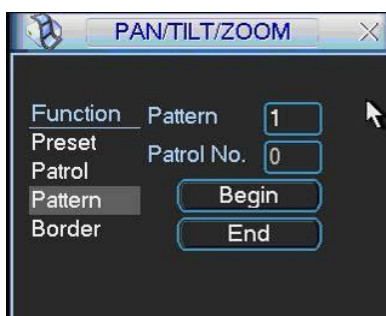 PAN/TILT/ZOOM
Function
Preset
Patrol
Pattern
Border
Pattern 1
Patrol No. 0
Begin
End